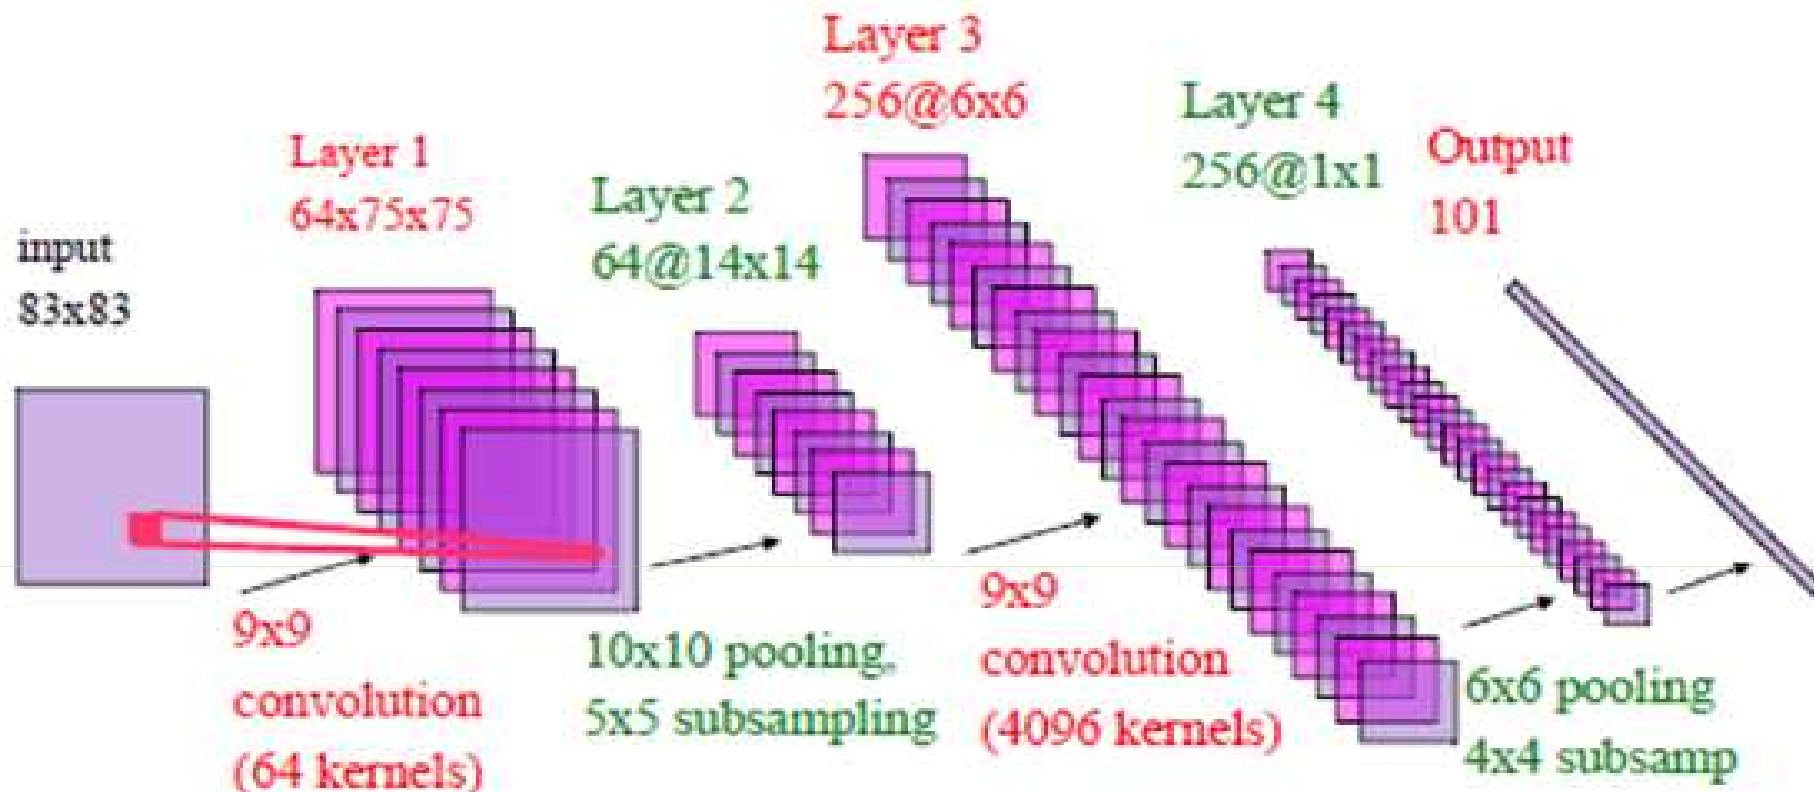 input
83x83
Layer 1
64x75x75
Layer 2
64@14x14
Layer 3
256@6x6
Layer 4
256@1x1
Output
101
9x9
convolution
(64 kernels)
10x10 pooling,
5x5 subsampling
9x9
convolution
(4096 kernels)
6x6 pooling
4x4 subsamp